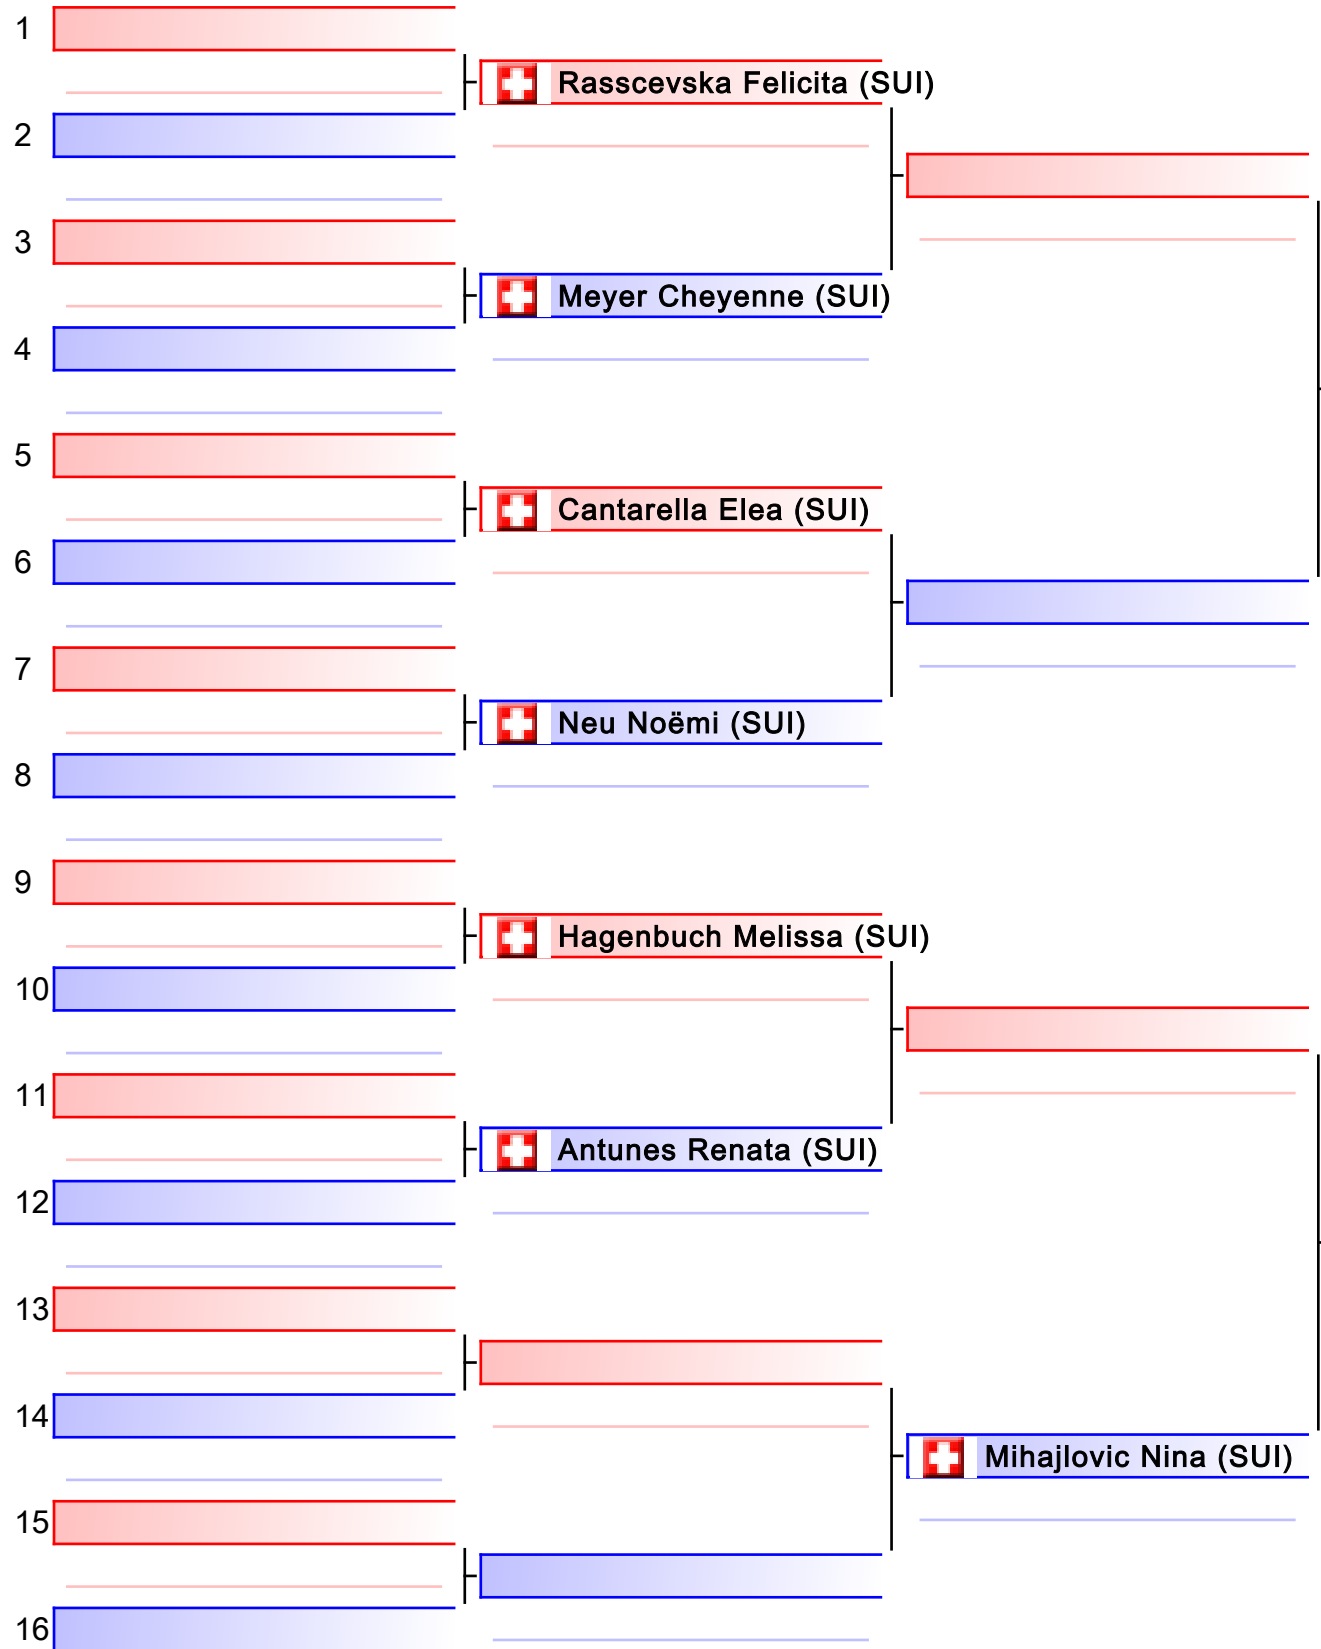 1
Rasscevska Felicita (SUI)
2
3
Meyer Cheyenne (SUI)
4
5
Cantarella Elea (SUI)
6
7
Neu Noëmi (SUI)
8
9
Hagenbuch Melissa (SUI)
10
11
Antunes Renata (SUI)
12
13
14
Mihajlovic Nina (SUI)
15
16